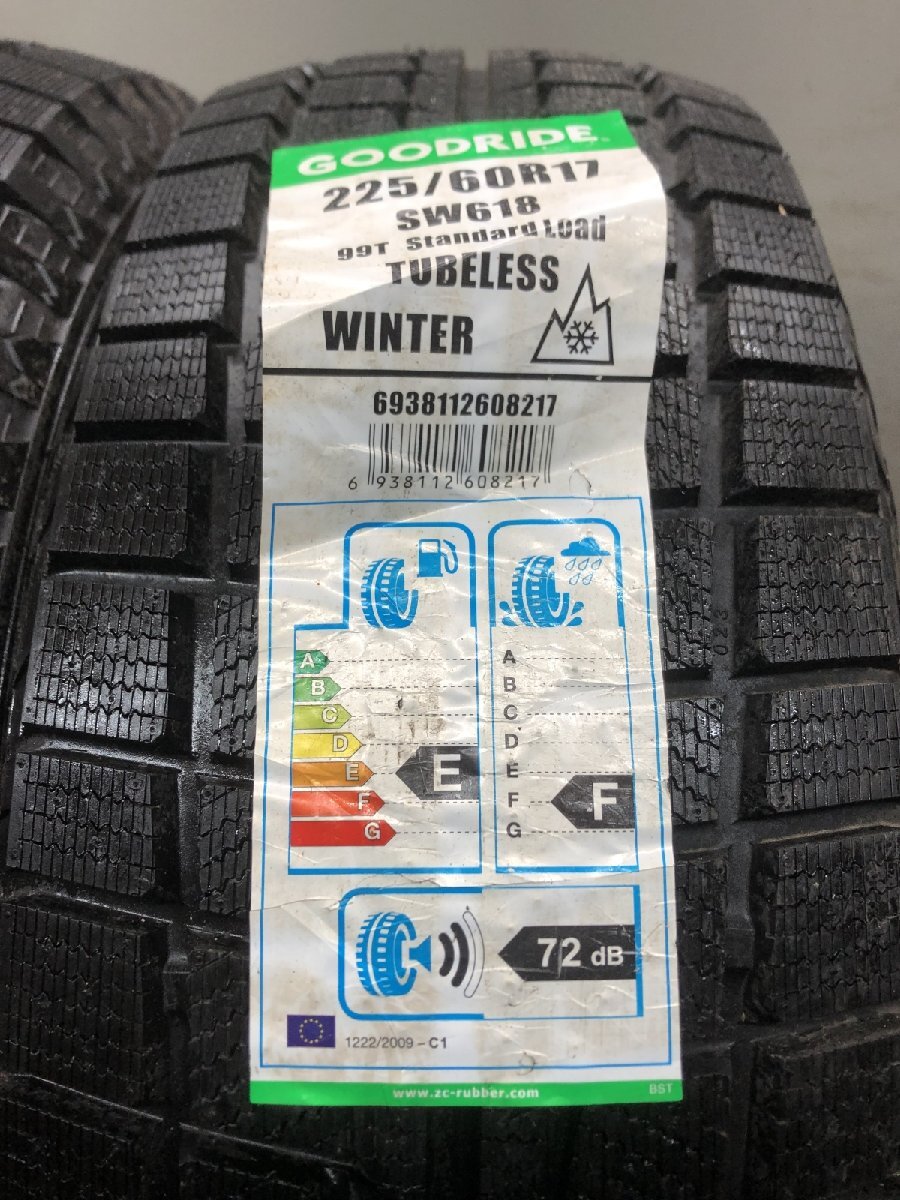 GOODRIDE
225/60R17
SW618
99T Standard Load
TUBELESS
WINTER
6938112608217
6 938112 608217
A
B
C
D
E
F
G
E
A
B
C
D
E
F
G
F
72 dB
1222/2009 - C1
www.zc-rubber.com
BST